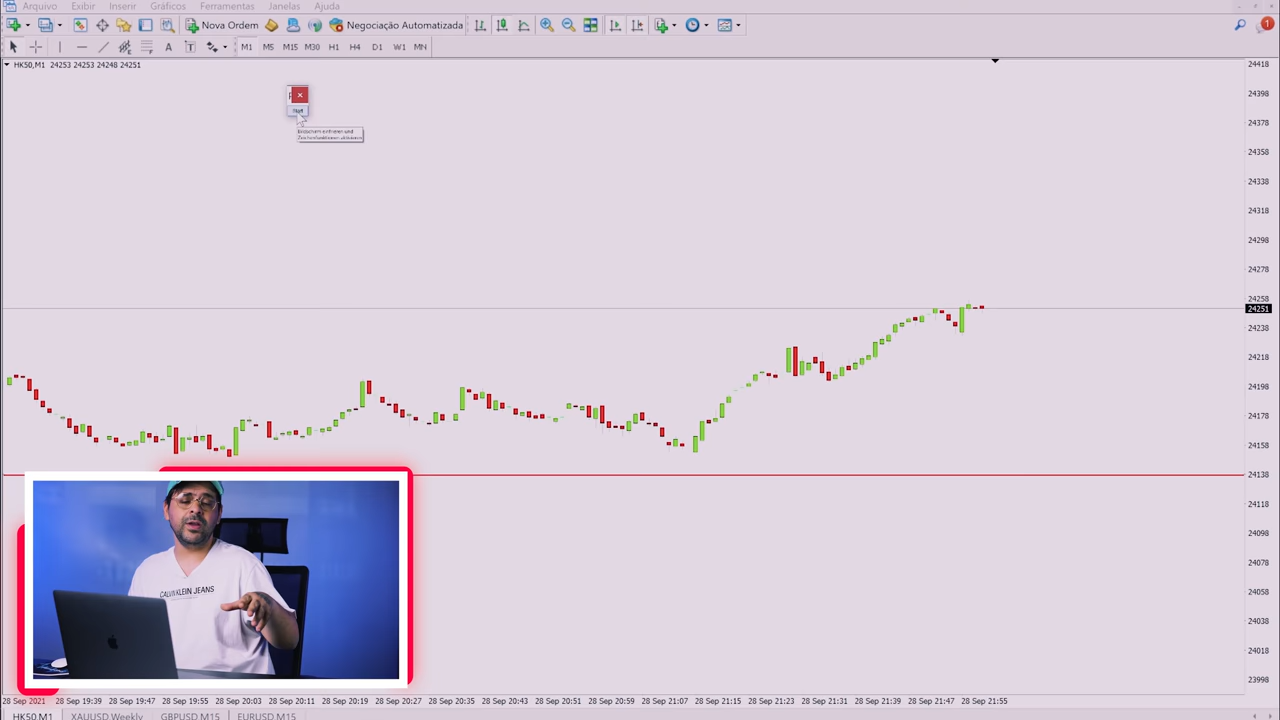 Arquivo Exibir Inserir Gráficos Ferramentas Janelas Ajuda
Nova Ordem Negociação Automatizada 1
A T M1 M5 M15 M30 H1 H4 D1 W1 MN
HK50,M1 24253 24253 24248 24251
24418
24398
24378
24358
24338
24318
24298
24278
24258
24251
24238
24218
24198
24178
24158
24138
24118
24098
24078
24058
24038
24018
23998
Start
Bildschirm einfrieren und
Zeichenfunktionen aktivieren
CALVIN KLEIN JEANS
28 Sep 2021 28 Sep 19:39 28 Sep 19:47 28 Sep 19:55 28 Sep 20:03 28 Sep 20:11 28 Sep 20:19 28 Sep 20:27 28 Sep 20:35 28 Sep 20:43 28 Sep 20:51 28 Sep 20:59 28 Sep 21:07 28 Sep 21:15 28 Sep 21:23 28 Sep 21:31 28 Sep 21:39 28 Sep 21:47 28 Sep 21:55
HK50,M1 XAUUSD,Weekly GBPUSD,M15 EURUSD,M15